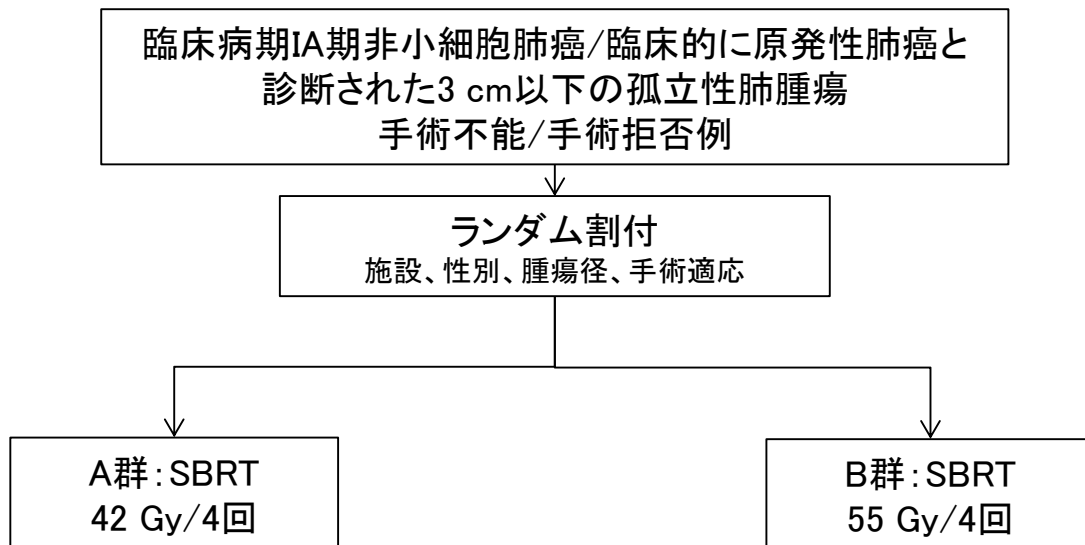 臨床病期IA期非小細胞肺癌/臨床的に原発性肺癌と
診断された3 cm以下の孤立性肺腫瘍
手術不能/手術拒否例
ランダム割付
施設、性別、腫瘍径、手術適応
A群：SBRT
42 Gy/4回
B群：SBRT
55 Gy/4回